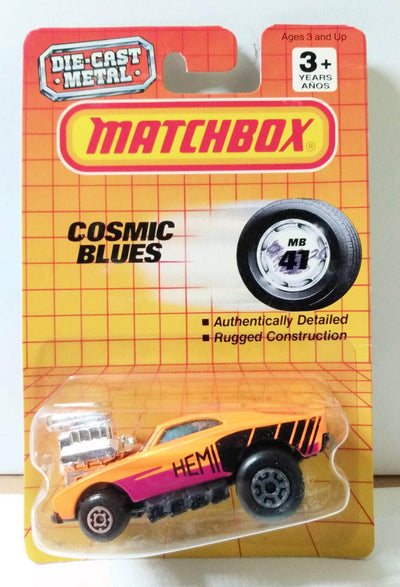 Ages 3 and Up
DIE-CAST
METAL
3+
YEARS
AÑOS
MATCHBOX
COSMIC
BLUES
MB
41
Authentically Detailed
Rugged Construction
HEMI